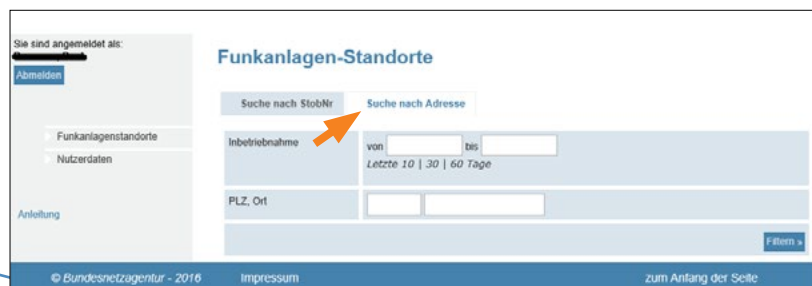 Sie sind angemeldet als:
Abmelden
Funkanlagenstandorte
Nutzerdaten
Anleitung
Funkanlagen-Standorte
Suche nach StobNr
Suche nach Adresse
Inbetriebnahme
von bis
Letzte 10 | 30 | 60 Tage
PLZ, Ort
Filtern »
© Bundesnetzagentur - 2016 Impressum zum Anfang der Seite